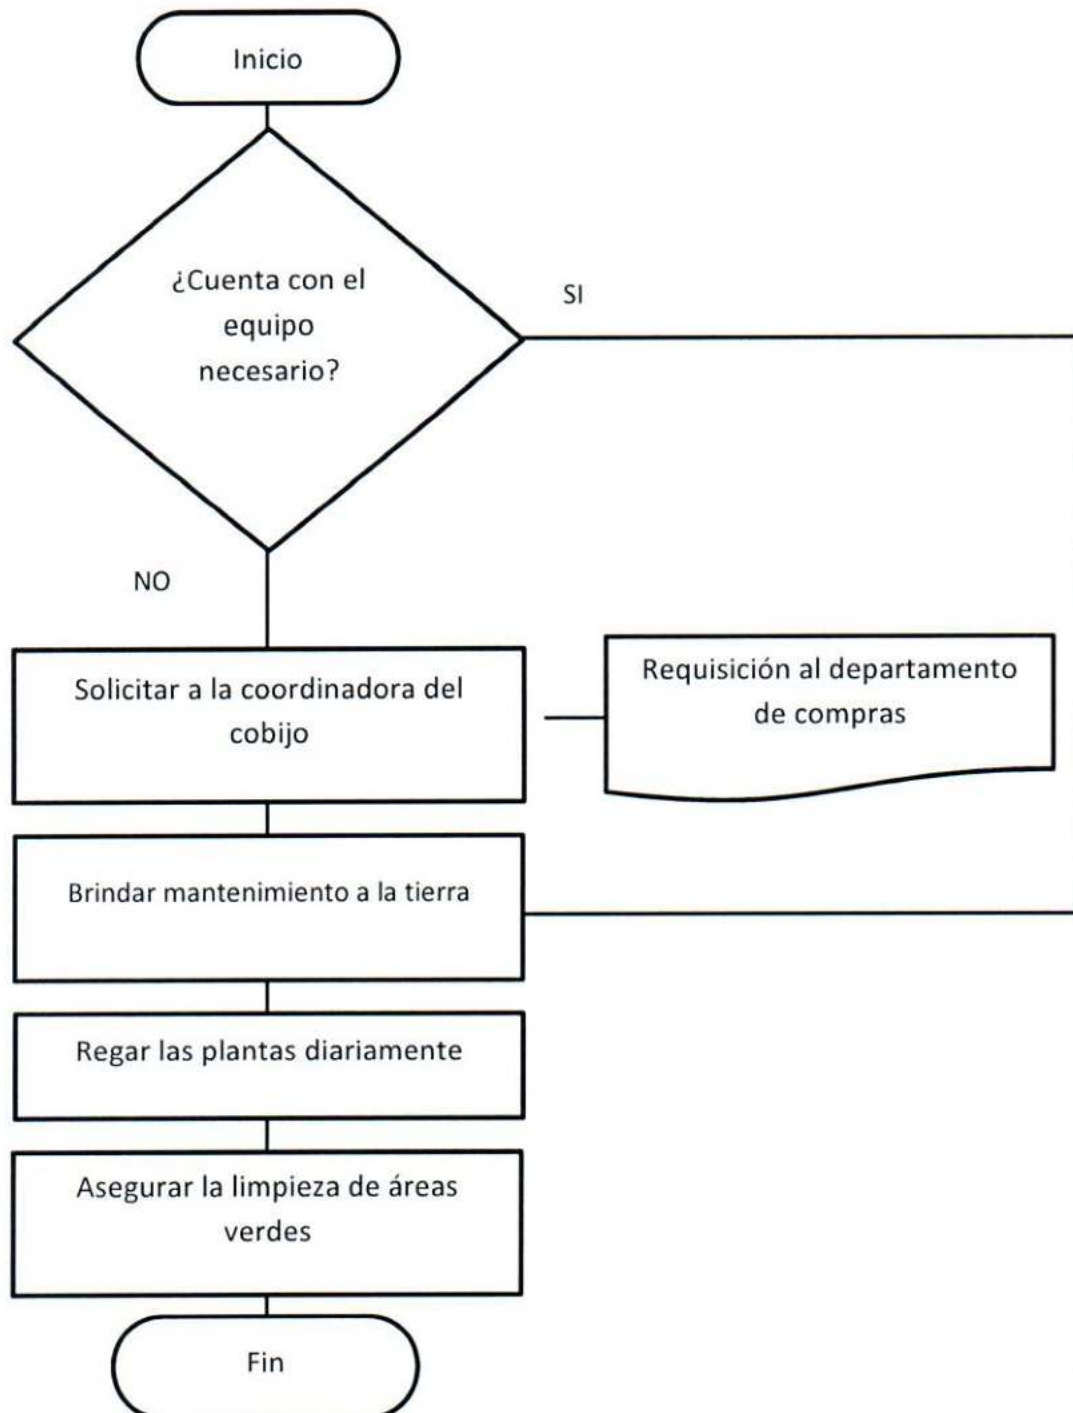 Inicio
¿Cuenta con el
equipo
necesario?
SI
NO
Solicitar a la coordinadora del
cobijo
Requisición al departamento
de compras
Brindar mantenimiento a la tierra
Regar las plantas diariamente
Asegurar la limpieza de áreas
verdes
Fin